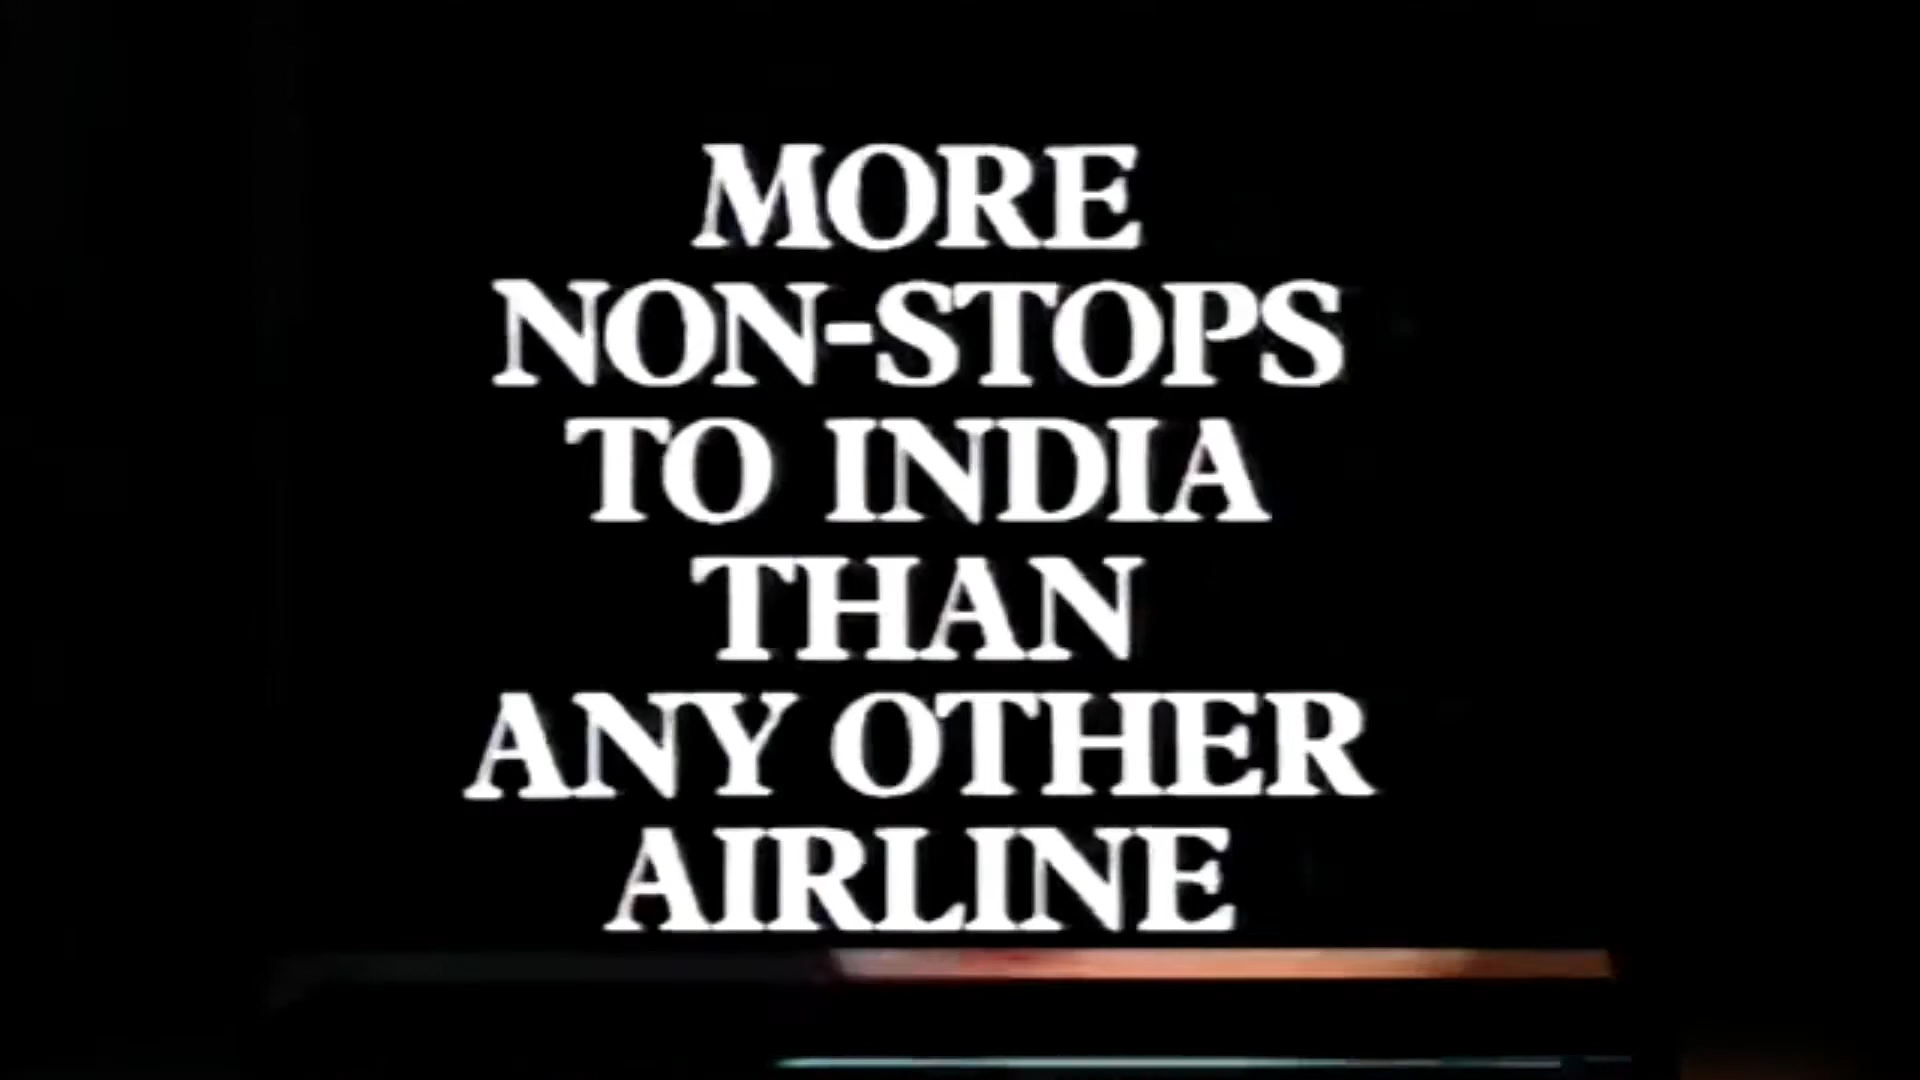 MORE
NON-STOPS
TO INDIA
THAN
ANY OTHER
AIRLINE